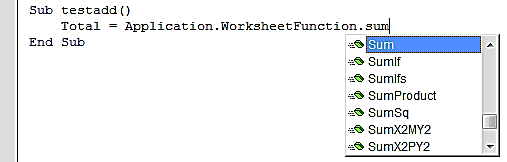 Sub testadd()
Total = Application.WorksheetFunction.sum
End Sub
Sum
SumIf
SumIfs
SumProduct
SumSq
SumX2MY2
SumX2PY2